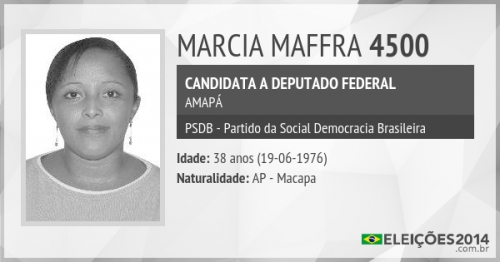 MARCIA MAFFRA 4500
CANDIDATA A DEPUTADO FEDERAL
AMAPÁ
PSDB - Partido da Social Democracia Brasileira
Idade: 38 anos (19-06-1976)
Naturalidade: AP - Macapa
ELEIÇÕES2014
.com.br